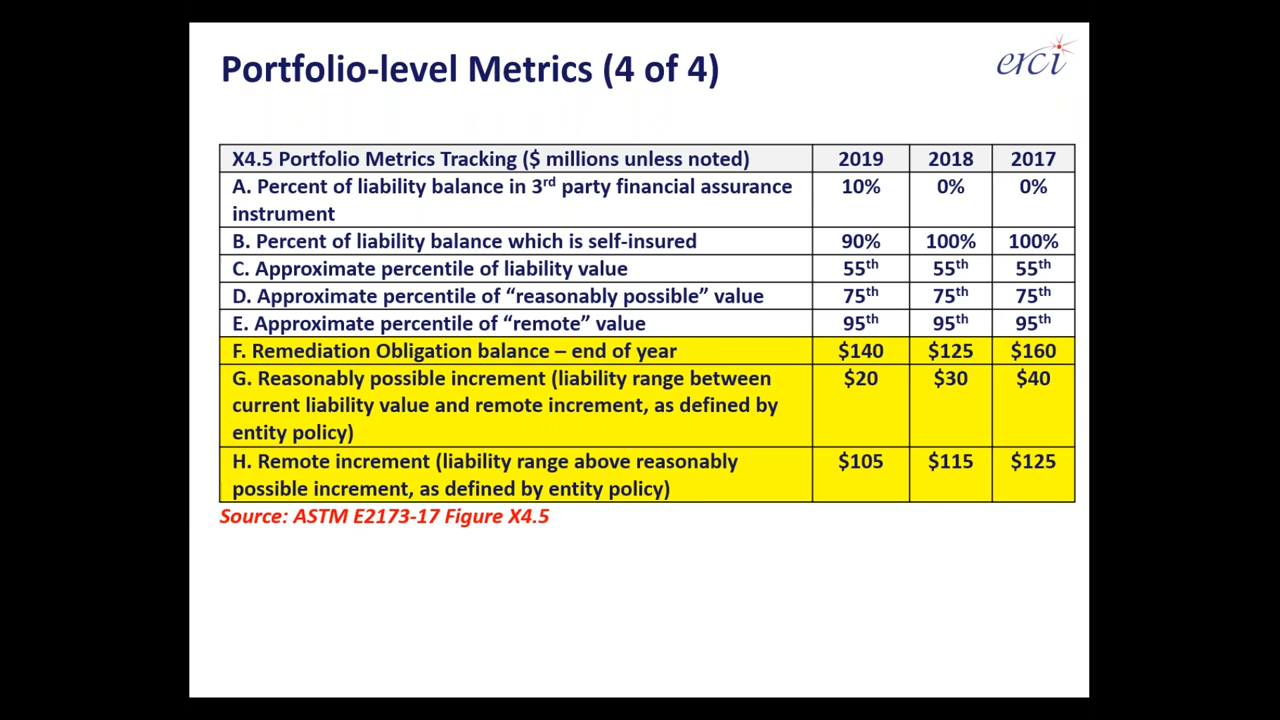 Portfolio-level Metrics (4 of 4)
erci
X4.5 Portfolio Metrics Tracking ($ millions unless noted) 2019 2018 2017
A. Percent of liability balance in 3rd party financial assurance 10% 0% 0%
instrument
B. Percent of liability balance which is self-insured 90% 100% 100%
C. Approximate percentile of liability value 55th 55th 55th
D. Approximate percentile of “reasonably possible” value 75th 75th 75th
E. Approximate percentile of “remote” value 95th 95th 95th
F. Remediation Obligation balance – end of year $140 $125 $160
G. Reasonably possible increment (liability range between $20 $30 $40
current liability value and remote increment, as defined by
entity policy)
H. Remote increment (liability range above reasonably $105 $115 $125
possible increment, as defined by entity policy)
Source: ASTM E2173-17 Figure X4.5